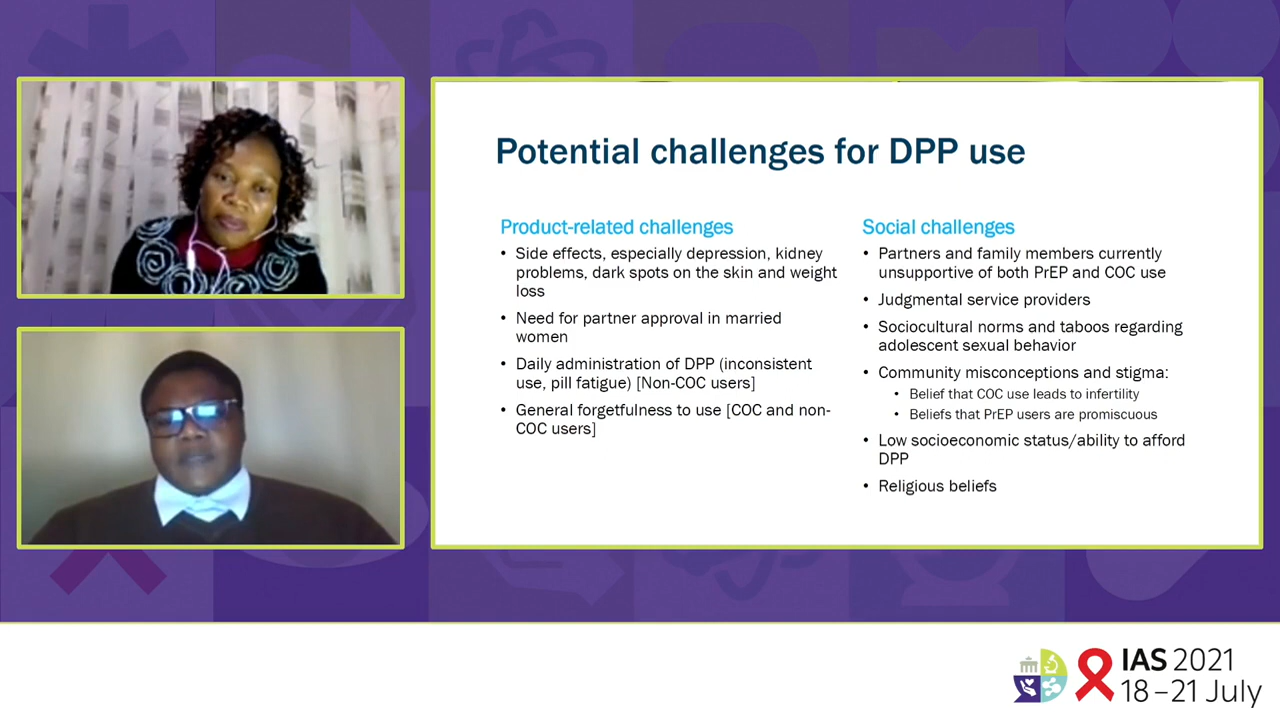 Potential challenges for DPP use
Product-related challenges
• Side effects, especially depression, kidney
problems, dark spots on the skin and weight
loss
• Need for partner approval in married
women
• Daily administration of DPP (inconsistent
use, pill fatigue) [Non-COC users]
• General forgetfulness to use [COC and non-
COC users]
Social challenges
• Partners and family members currently
unsupportive of both PrEP and COC use
• Judgmental service providers
• Sociocultural norms and taboos regarding
adolescent sexual behavior
• Community misconceptions and stigma:
• Belief that COC use leads to infertility
• Beliefs that PrEP users are promiscuous
• Low socioeconomic status/ability to afford
DPP
• Religious beliefs
IAS 2021
18–21 July